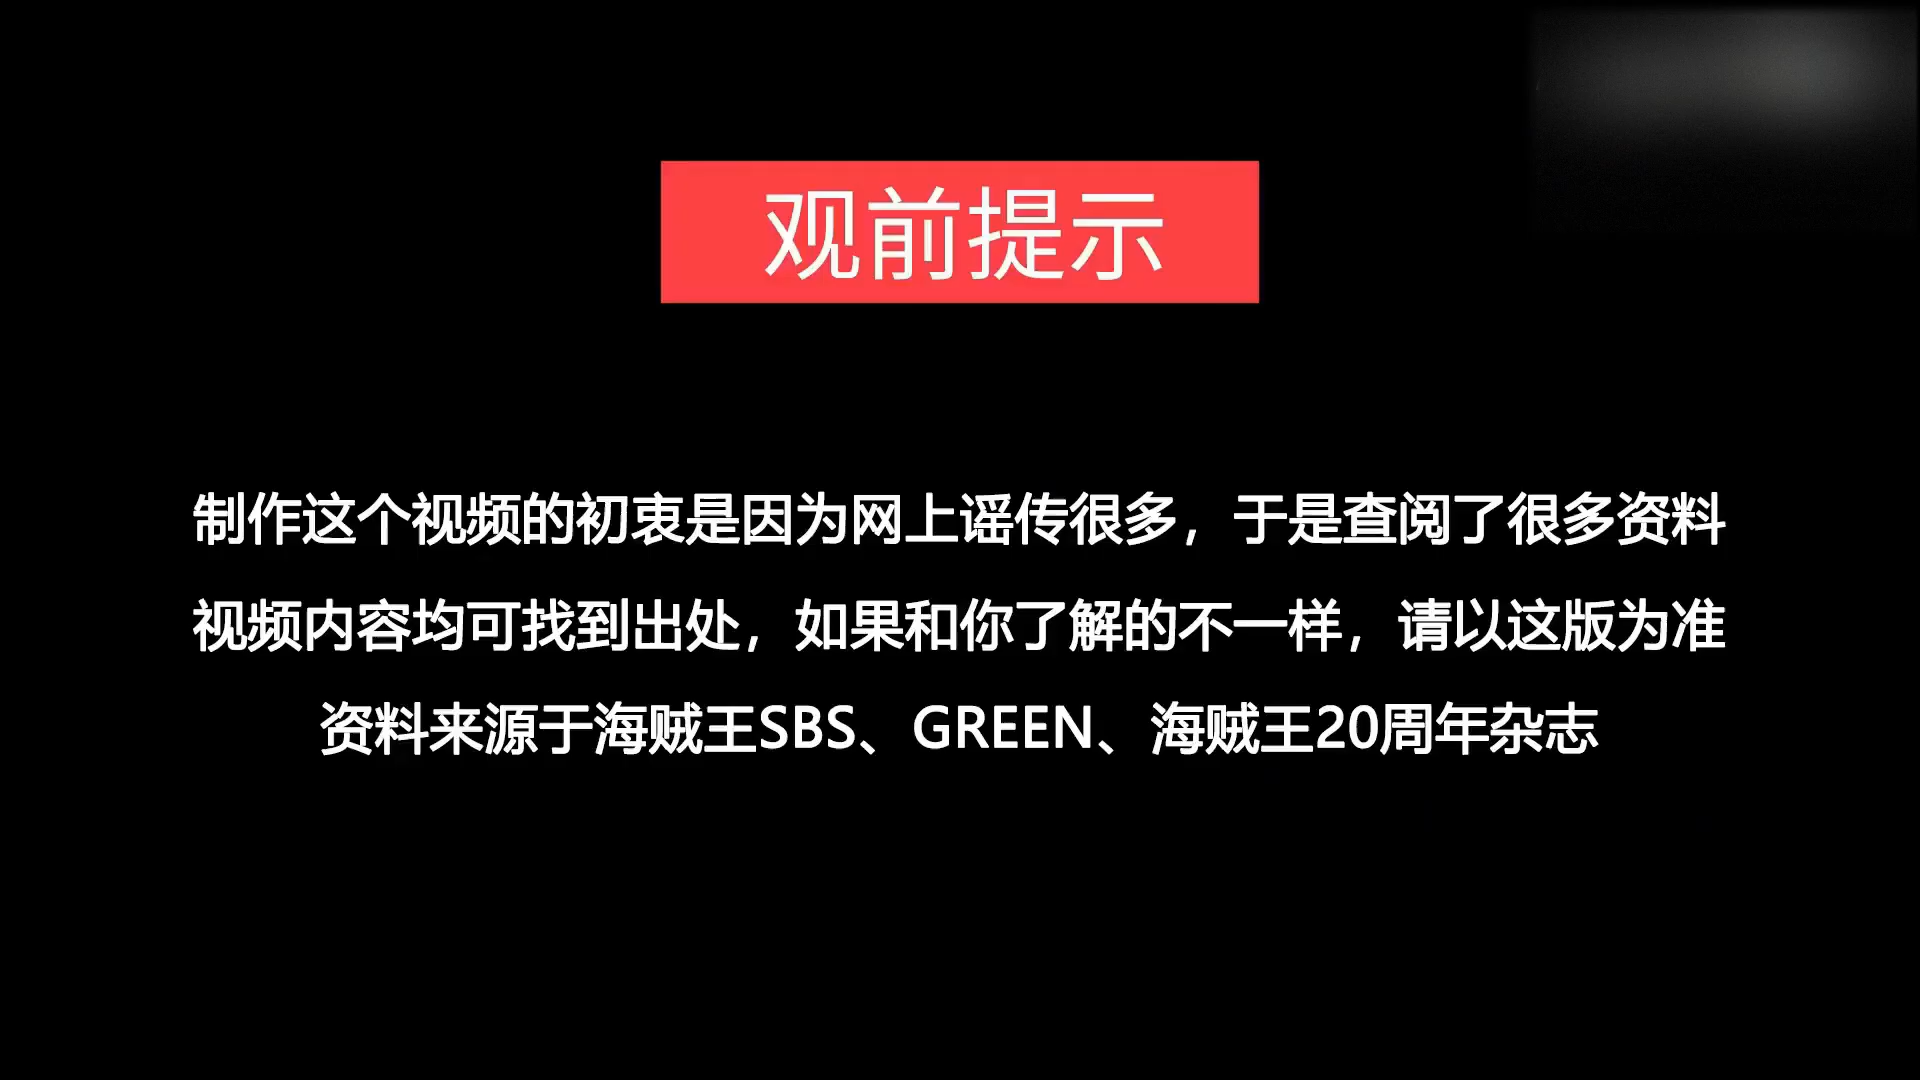 观前提示
制作这个视频的初衷是因为网上谣传很多，于是查阅了很多资料
视频内容均可找到出处，如果和你了解的不一样，请以这版为准
资料来源于海贼王SBS、GREEN、海贼王20周年杂志